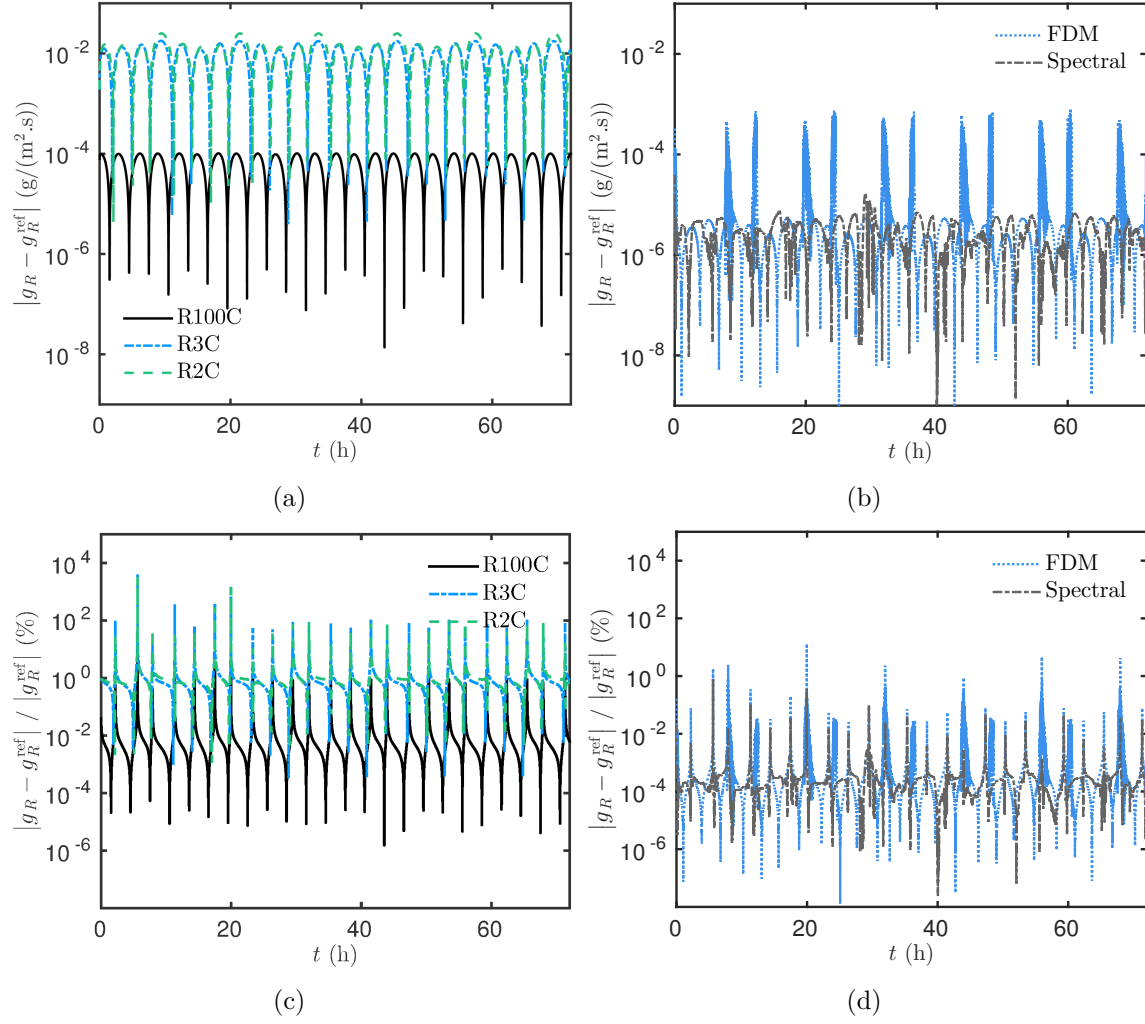 10^{-2}
10^{-4}
10^{-6}
10^{-8}
|g_R − g_R^{ref}| (g/(m^2.s))
R100C
R3C
R2C
0
20
40
60
t (h)
(a)
10^{-2}
10^{-4}
10^{-6}
10^{-8}
|g_R − g_R^{ref}| (g/(m^2.s))
FDM
Spectral
0
20
40
60
t (h)
(b)
10^4
10^2
10^0
10^{-2}
10^{-4}
10^{-6}
|g_R − g_R^{ref}| / |g_R^{ref}| (%)
R100C
R3C
R2C
0
20
40
60
t (h)
(c)
10^4
10^2
10^0
10^{-2}
10^{-4}
10^{-6}
|g_R − g_R^{ref}| / |g_R^{ref}| (%)
FDM
Spectral
0
20
40
60
t (h)
(d)